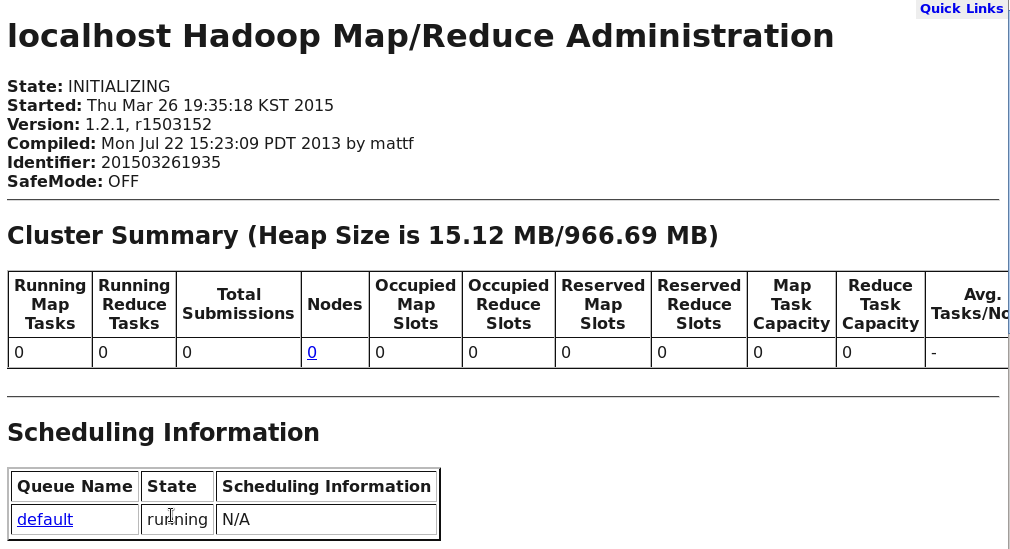 Quick Links
localhost Hadoop Map/Reduce Administration
State: INITIALIZING
Started: Thu Mar 26 19:35:18 KST 2015
Version: 1.2.1, r1503152
Compiled: Mon Jul 22 15:23:09 PDT 2013 by mattf
Identifier: 201503261935
SafeMode: OFF
Cluster Summary (Heap Size is 15.12 MB/966.69 MB)
Running Map Tasks Running Reduce Tasks Total Submissions Nodes Occupied Map Slots Occupied Reduce Slots Reserved Map Slots Reserved Reduce Slots Map Task Capacity Reduce Task Capacity Avg. Tasks/No
0 0 0 0 0 0 0 0 0 0 -
Scheduling Information
Queue Name State Scheduling Information
default running N/A